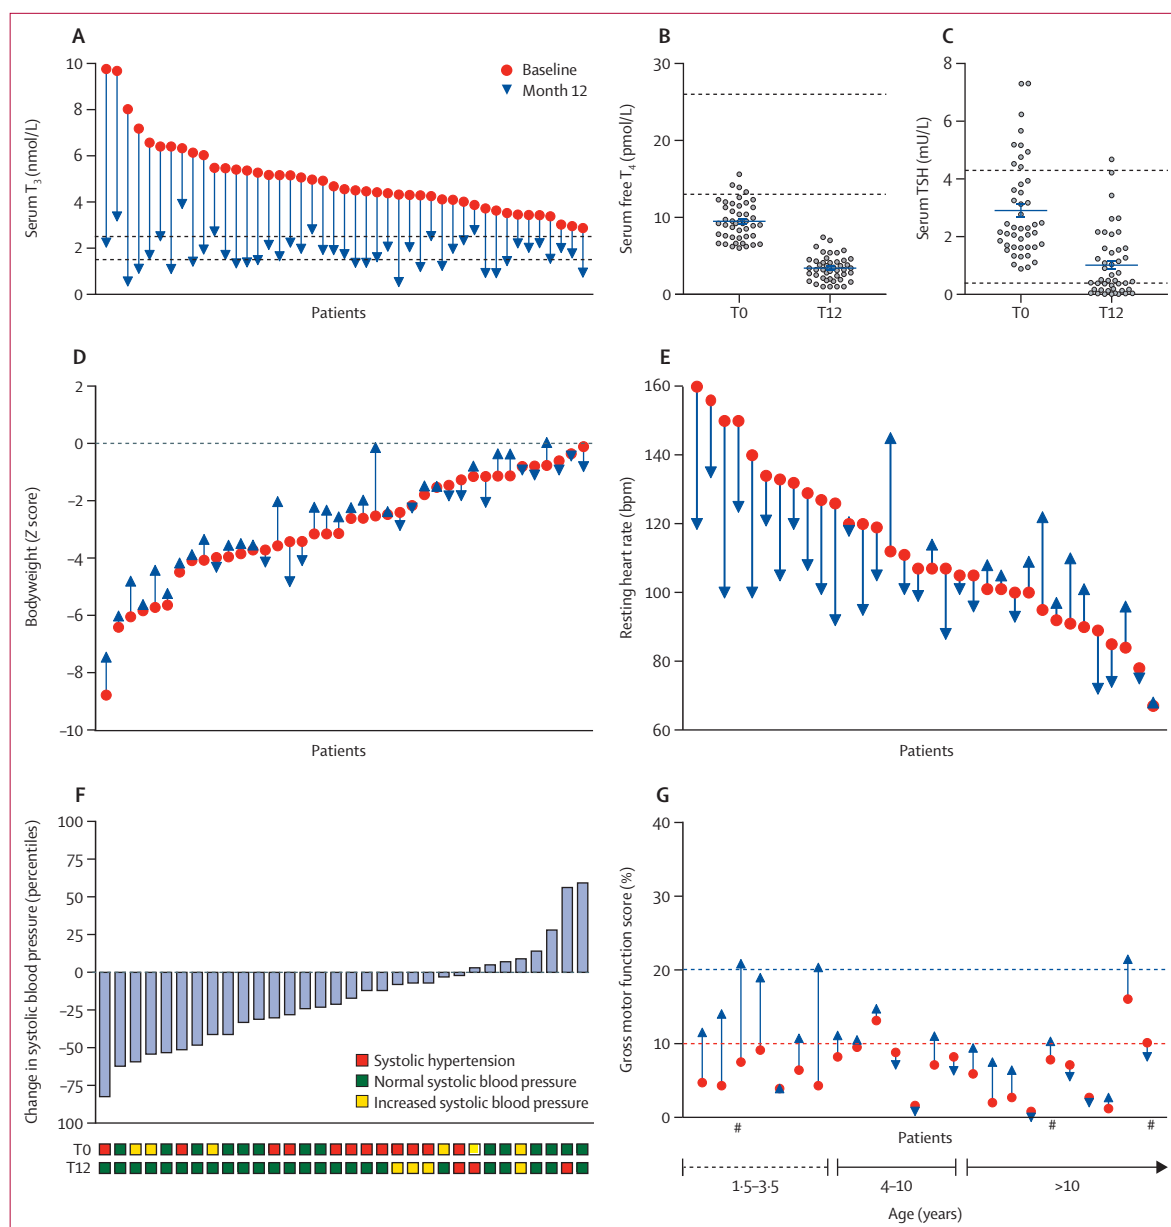 A
Serum T3 (nmol/L)
10
8
6
4
2
0
Baseline
Month 12
Patients
B
Serum free T4 (pmol/L)
30
20
10
0
T0
T12
C
Serum TSH (mU/L)
8
6
4
2
0
T0
T12
D
Bodyweight (Z score)
2
0
–2
–4
–6
–8
–10
Patients
E
Resting heart rate (bpm)
160
140
120
100
80
60
Patients
F
Change in systolic blood pressure (percentiles)
100
75
50
25
0
–25
–50
–75
100
Systolic hypertension
Normal systolic blood pressure
Increased systolic blood pressure
T0
T12
G
Gross motor function score (%)
40
30
20
10
0
# # #
Patients
1·5–3·5 4–10 >10
Age (years)